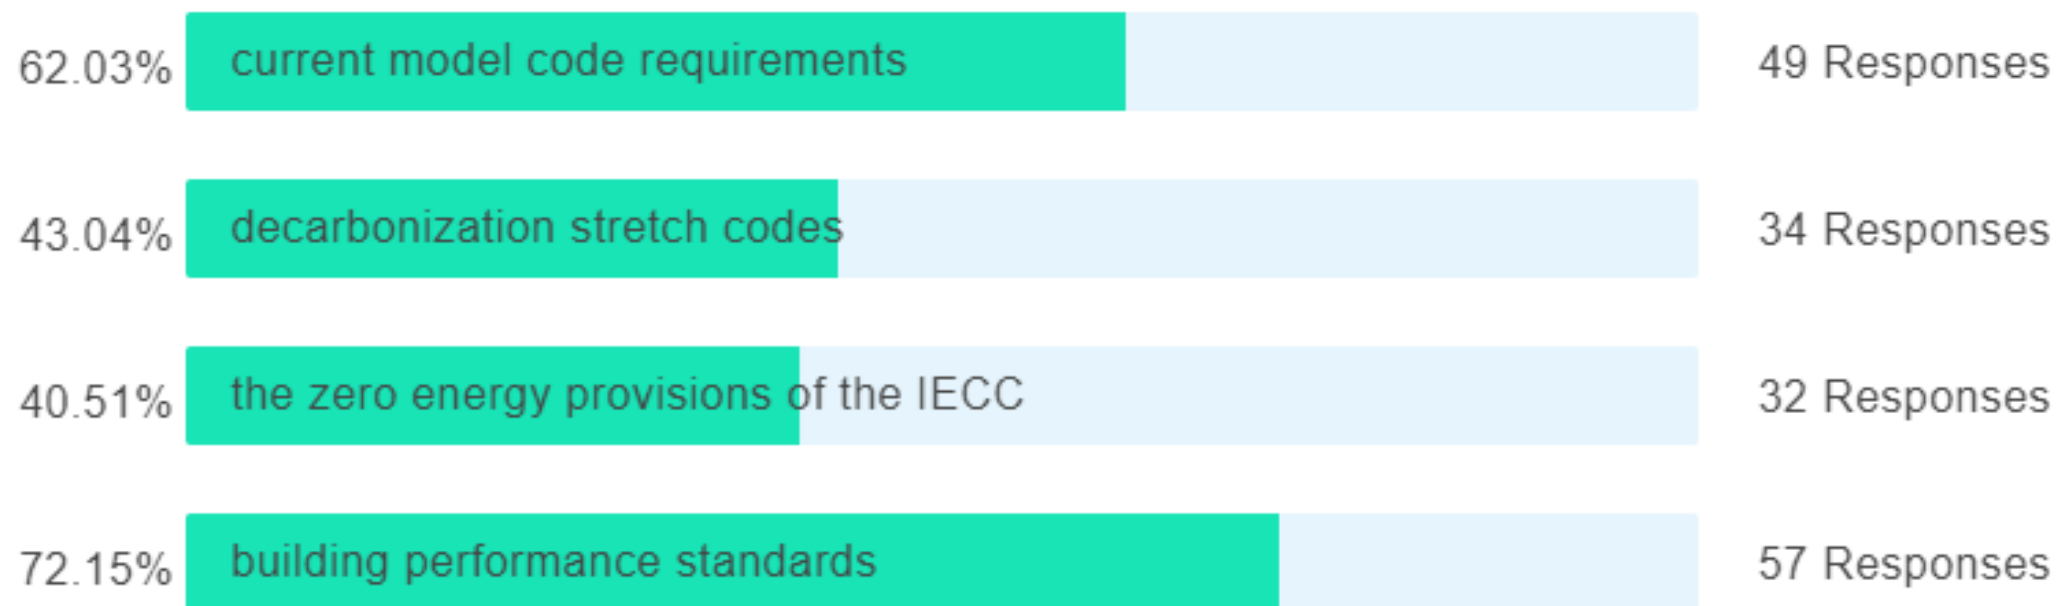 62.03% current model code requirements 49 Responses
43.04% decarbonization stretch codes 34 Responses
40.51% the zero energy provisions of the IECC 32 Responses
72.15% building performance standards 57 Responses